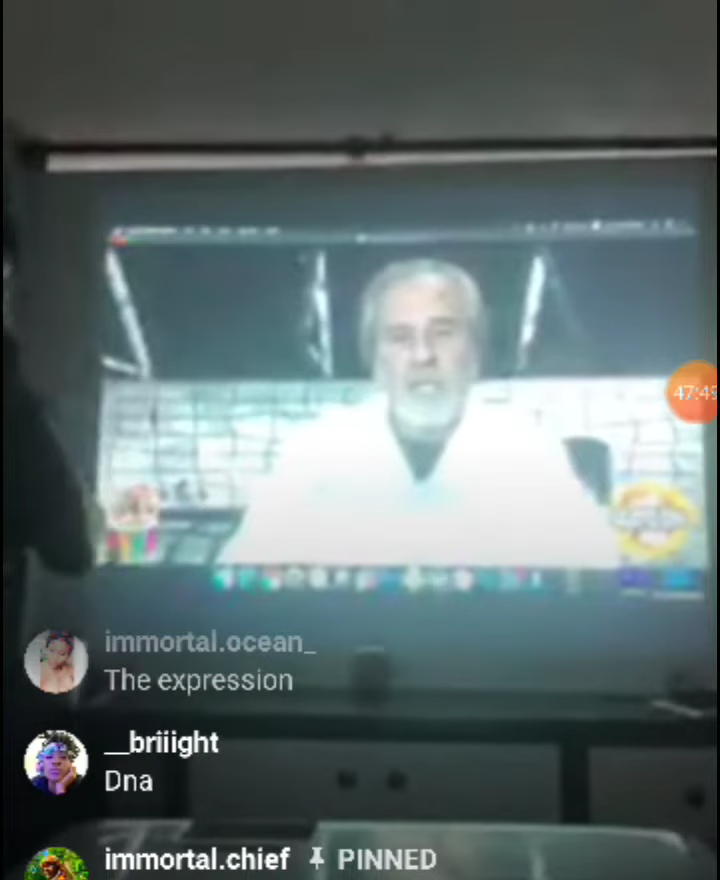 47:49
immortal.ocean_
The expression
__briiight
Dna
immortal.chief PINNED